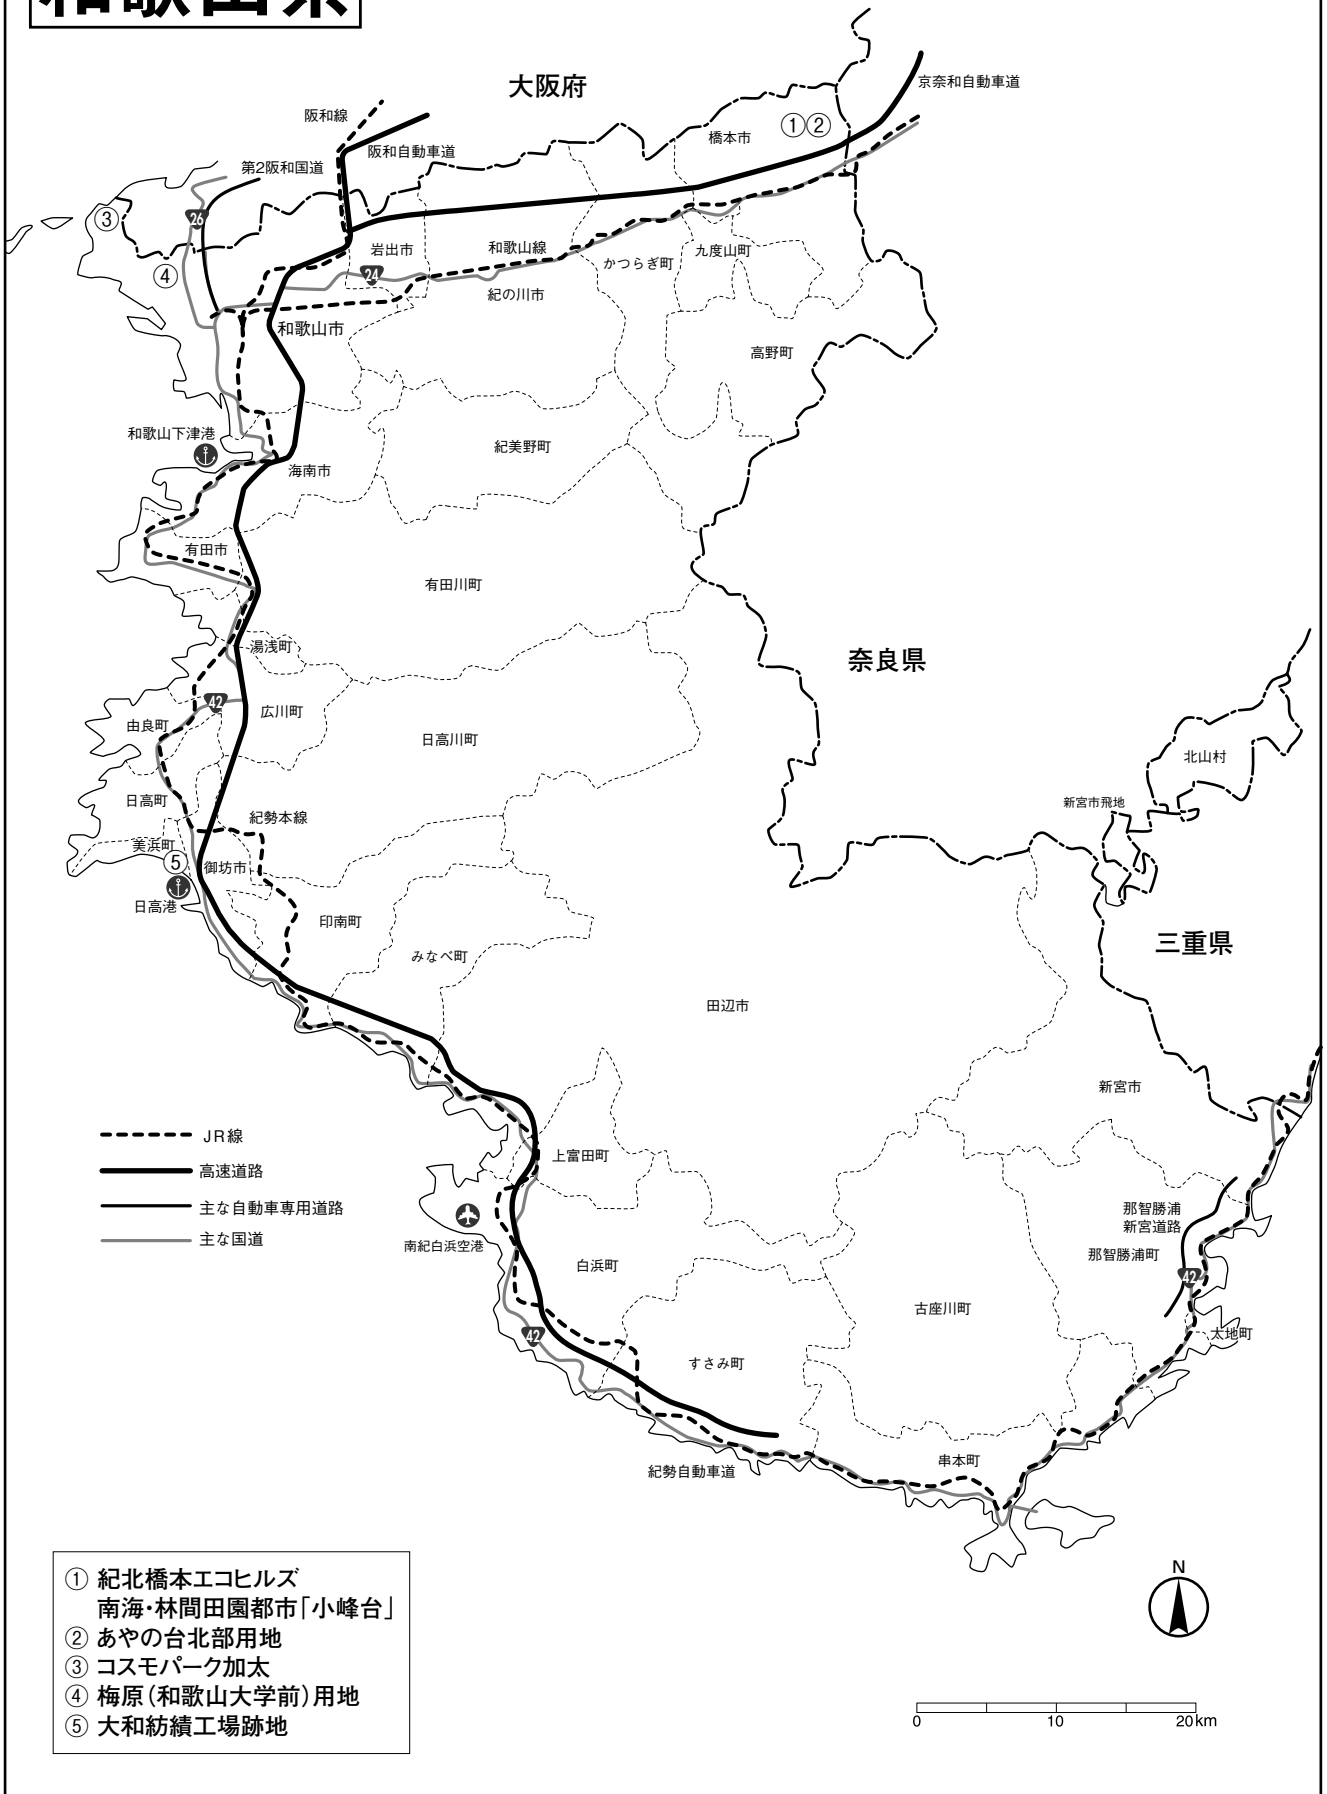 和歌山県
大阪府
京奈和自動車道
阪和線
橋本市
①②
阪和自動車道
第2阪和国道
③
26
岩出市
和歌山線
かつらぎ町
九度山町
④
24
紀の川市
和歌山市
高野町
和歌山下津港
紀美野町
海南市
有田市
有田川町
湯浅町
奈良県
42
広川町
由良町
日高川町
北山村
日高町
新宮市飛地
紀勢本線
美浜町
⑤
御坊市
日高港
印南町
みなべ町
三重県
田辺市
新宮市
JR線
高速道路
主な自動車専用道路
主な国道
上富田町
那智勝浦
新宮道路
南紀白浜空港
那智勝浦町
白浜町
42
古座川町
42
太地町
すさみ町
串本町
紀勢自動車道
① 紀北橋本エコヒルズ
南海・林間田園都市「小峰台」
② あやの台北部用地
③ コスモパーク加太
④ 梅原(和歌山大学前)用地
⑤ 大和紡績工場跡地
N
0 10 20km